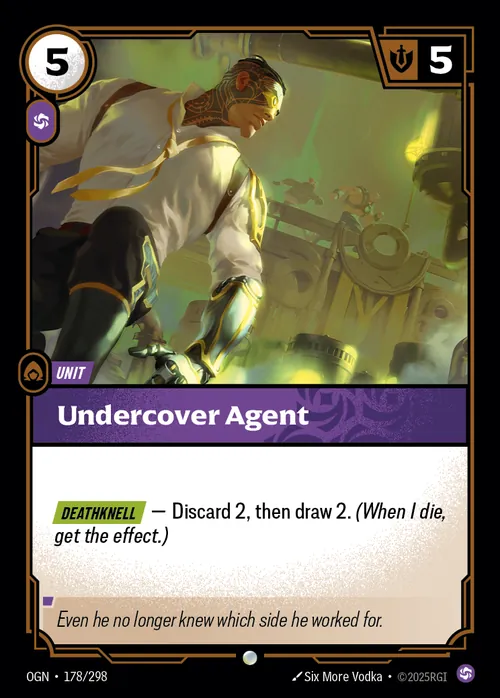 5
5
UNIT
Undercover Agent
DEATHKNELL — Discard 2, then draw 2. (When I die,
get the effect.)
Even he no longer knew which side he worked for.
OGN • 178/298
Six More Vodka • ©2025RGI